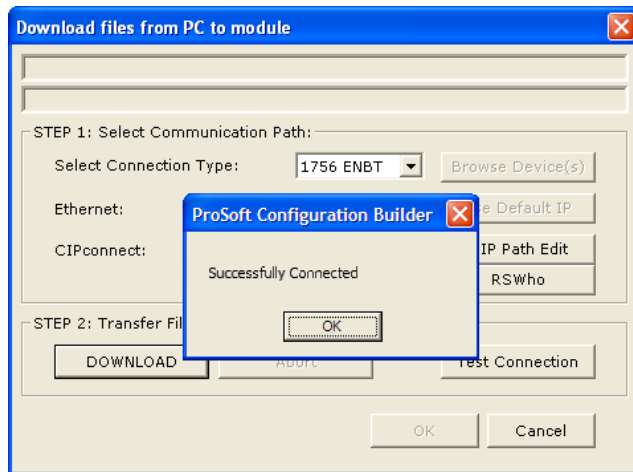 Download files from PC to module
STEP 1: Select Communication Path:
Select Connection Type: 1756 ENBT Browse Device(s)
Ethernet: se Default IP
ProSoft Configuration Builder
CIPconnect: IP Path Edit
Successfully Connected
RSWho
OK
STEP 2: Transfer Fil
DOWNLOAD Abort Test Connection
OK Cancel